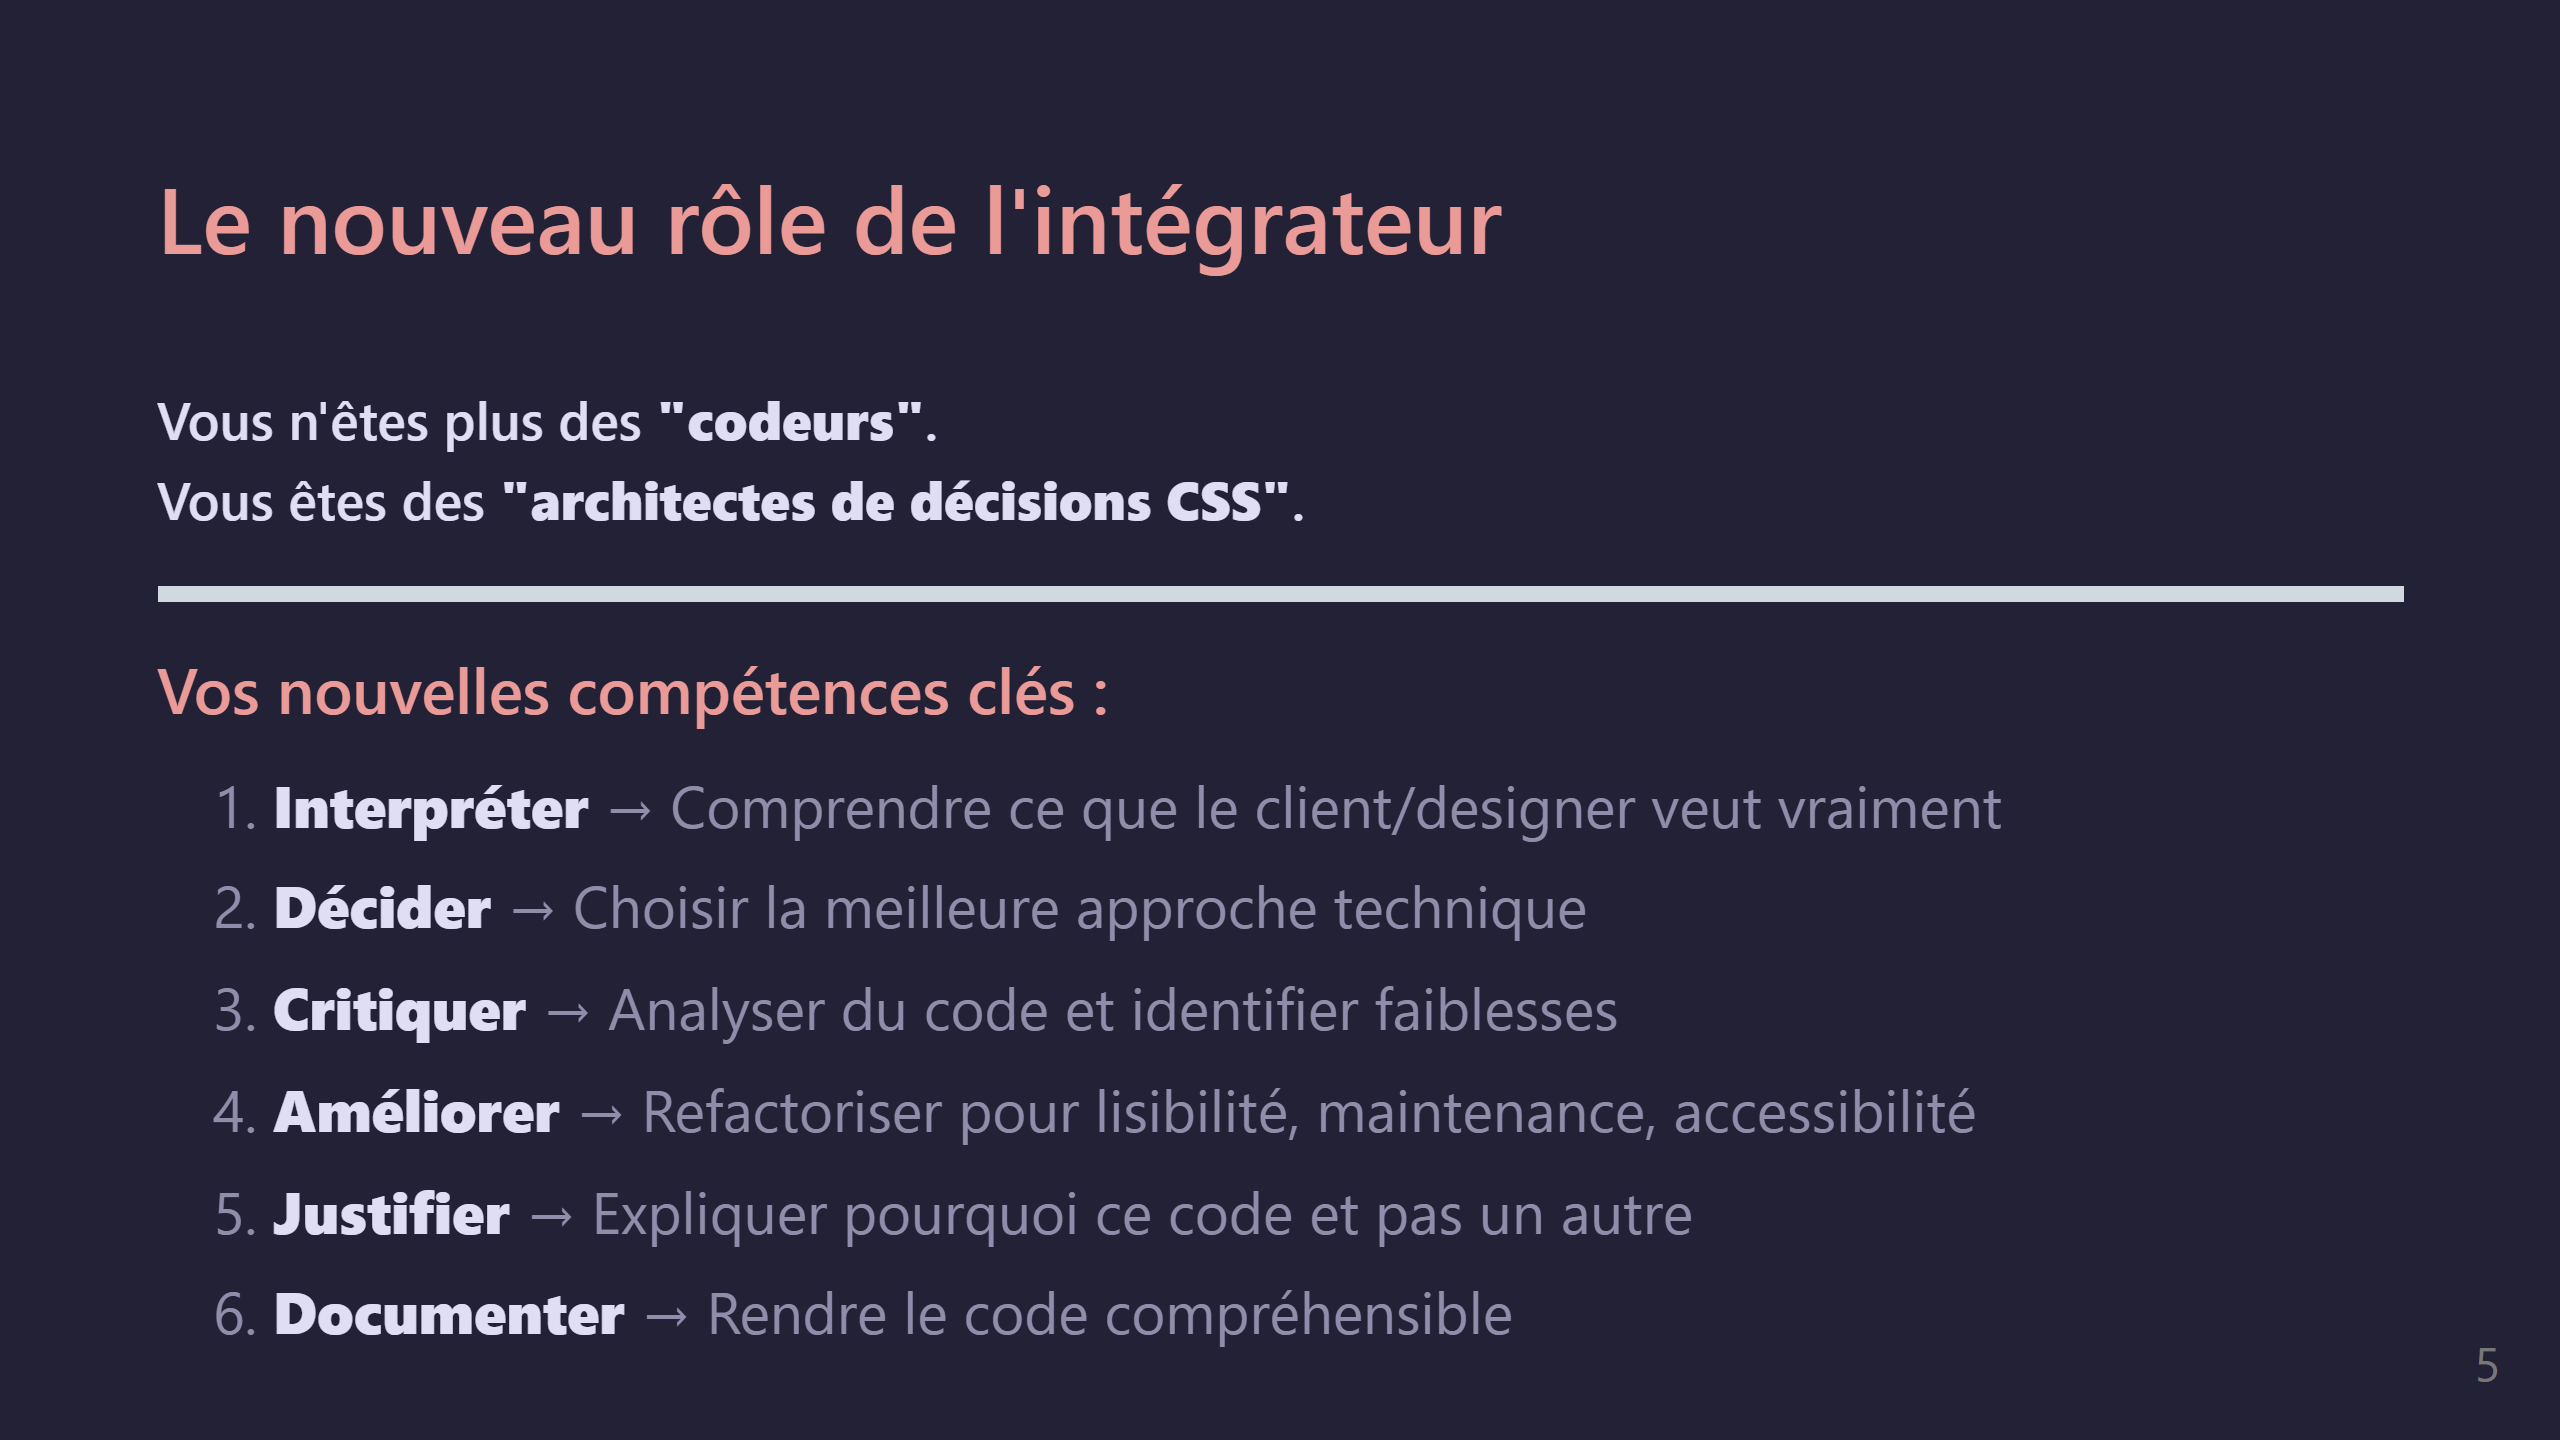 Le nouveau rôle de l'intégrateur
Vous n'êtes plus des "codeurs".
Vous êtes des "architectes de décisions CSS".
Vos nouvelles compétences clés :
1. Interpréter → Comprendre ce que le client/designer veut vraiment
2. Décider → Choisir la meilleure approche technique
3. Critiquer → Analyser du code et identifier faiblesses
4. Améliorer → Refactoriser pour lisibilité, maintenance, accessibilité
5. Justifier → Expliquer pourquoi ce code et pas un autre
6. Documenter → Rendre le code compréhensible
5